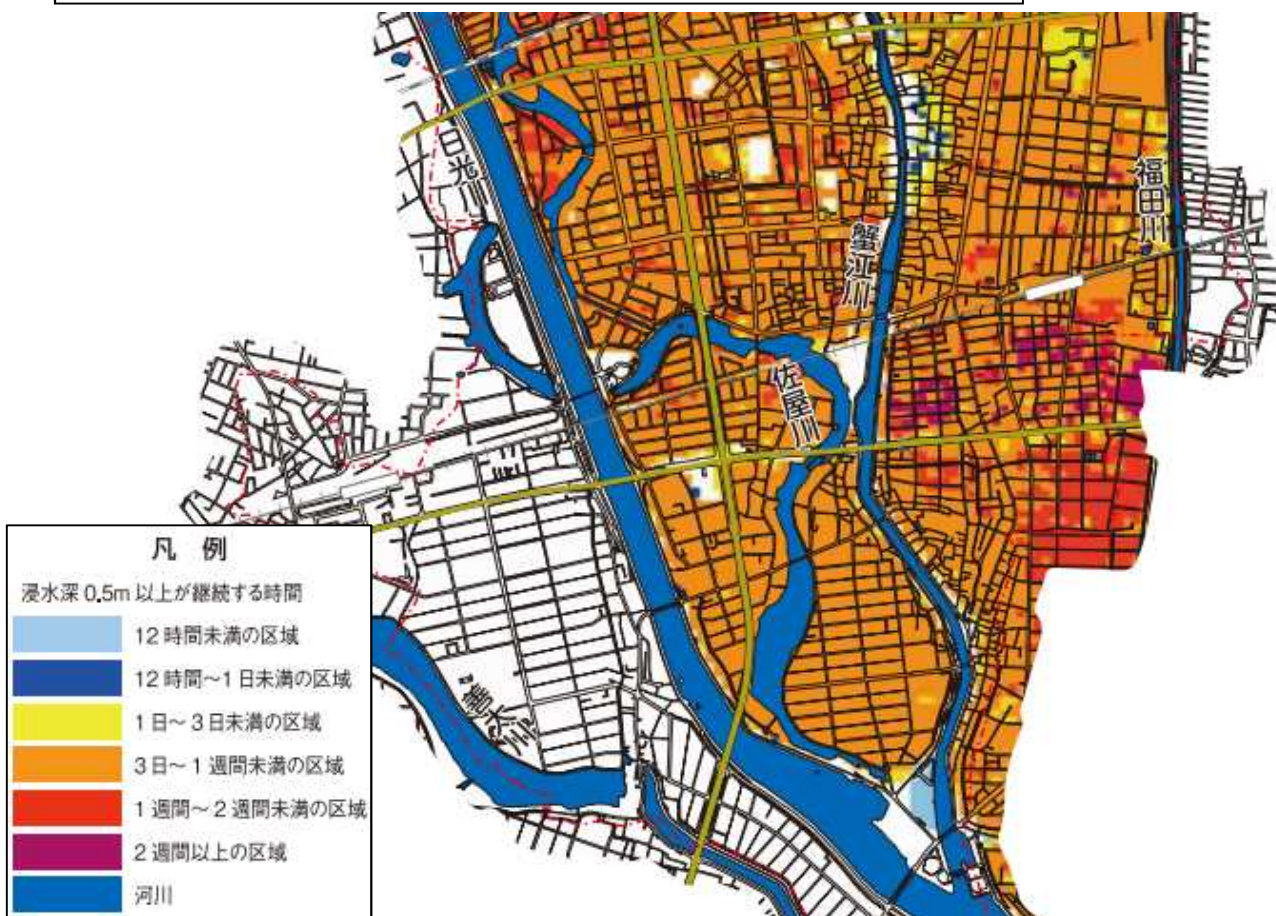 日光川
福田川
蟹江川
佐屋川
善太川
凡 例
浸水深 0.5m 以上が継続する時間
12 時間未満の区域
12 時間～1 日未満の区域
1 日～3 日未満の区域
3 日～1 週間未満の区域
1 週間～2 週間未満の区域
2 週間以上の区域
河川